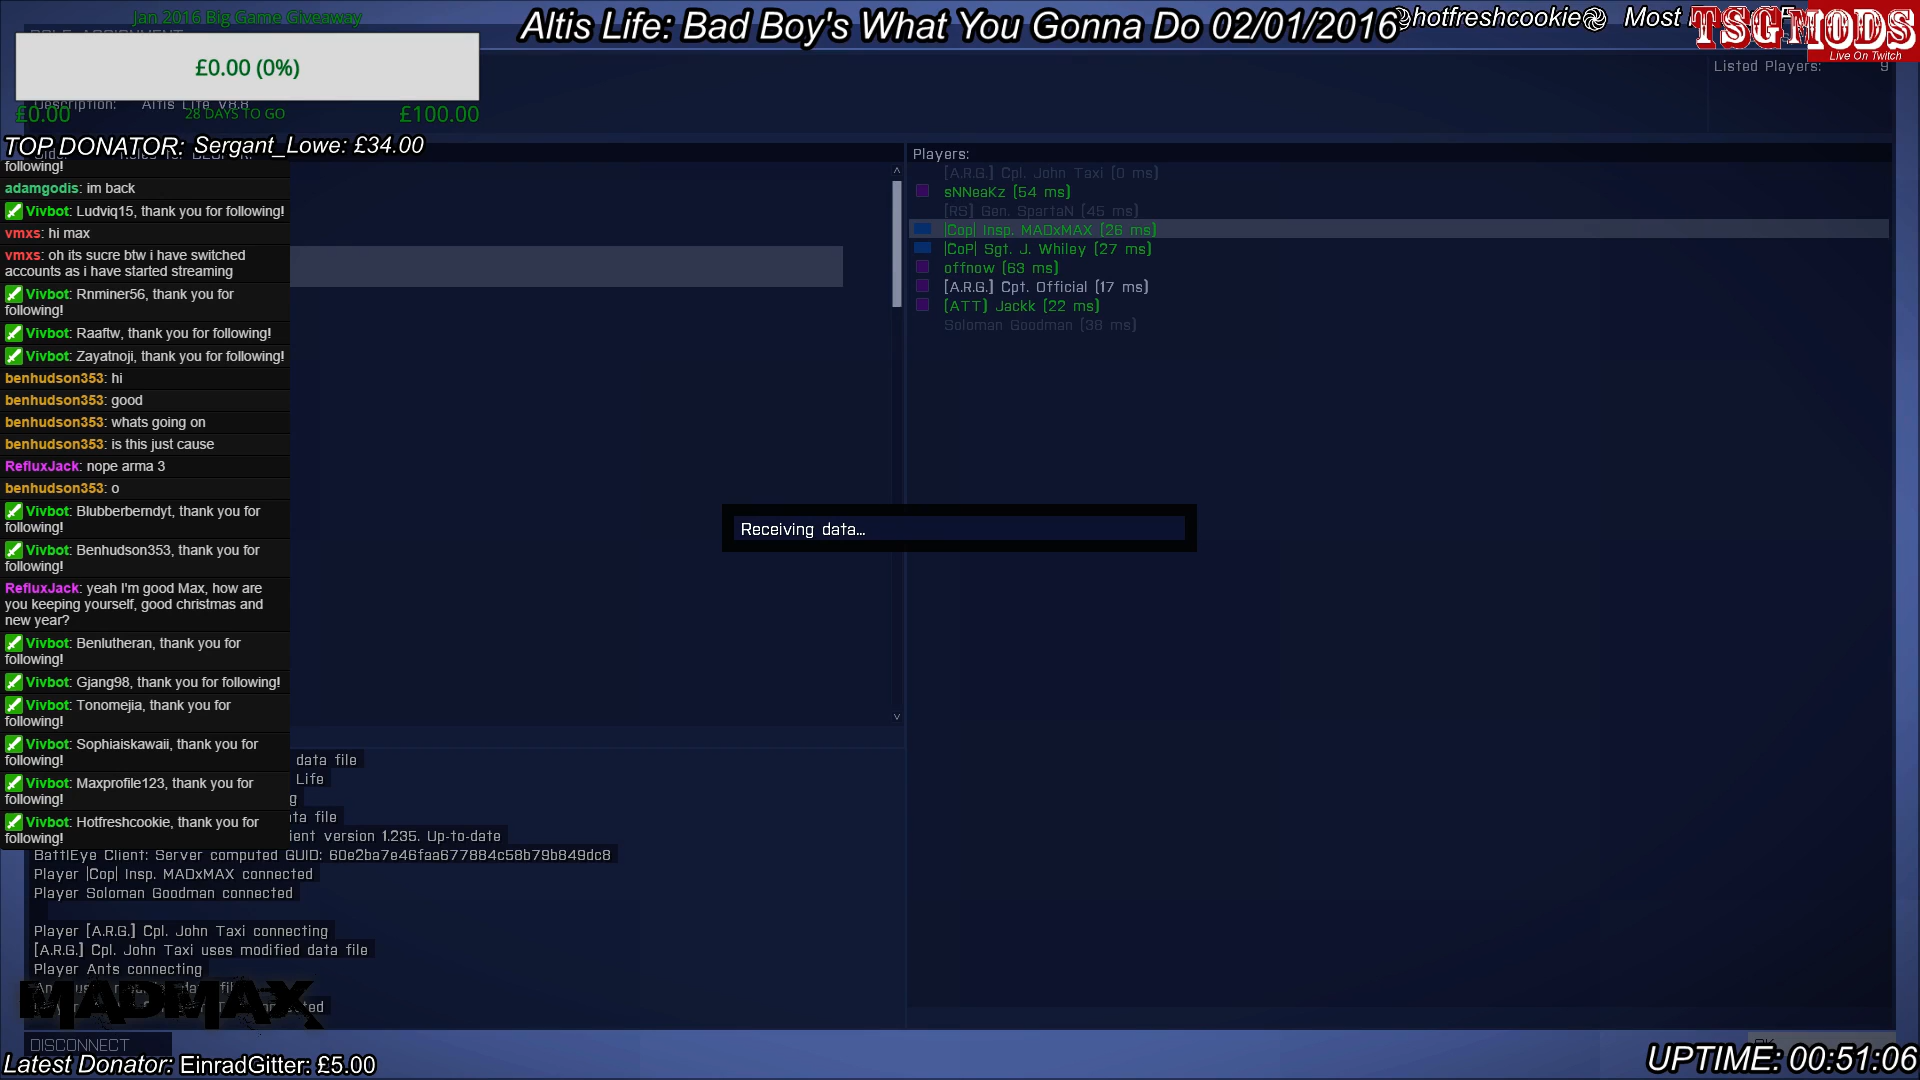 Jan 2016 Big Game Giveaway
Altis Life: Bad Boy's What You Gonna Do 02/01/2016
hotfreshcookie
Most
TSGMODS
Live On Twitch
£0.00 (0%)
Listed Players: 9
Description: Altis Life V8.8
£0.00
28 DAYS TO GO
£100.00
TOP DONATOR: Sergant_Lowe: £34.00
Players:
following!
adamgodis: im back
Vivbot: Ludviq15, thank you for following!
vmxs: hi max
vmxs: oh its sucre btw i have switched
accounts as i have started streaming
Vivbot: Rnminer56, thank you for
following!
Vivbot: Raaftw, thank you for following!
Vivbot: Zayatnoji, thank you for following!
benhudson353: hi
benhudson353: good
benhudson353: whats going on
benhudson353: is this just cause
RefluxJack: nope arma 3
benhudson353: o
Vivbot: Blubberberndyt, thank you for
following!
Vivbot: Benhudson353, thank you for
following!
RefluxJack: yeah I'm good Max, how are
you keeping yourself, good christmas and
new year?
Vivbot: Benlutheran, thank you for
following!
Vivbot: Gjang98, thank you for following!
Vivbot: Tonomejia, thank you for
following!
Vivbot: Sophiaiskawaii, thank you for
following!
Vivbot: Maxprofile123, thank you for
following!
Vivbot: Hotfreshcookie, thank you for
following!
[A.R.G.] Cpl. John Taxi (0 ms)
sNNeaKz (54 ms)
[RS] Gen. SpartaN (45 ms)
|Cop| Insp. MADxMAX (26 ms)
|CoP| Sgt. J. Whiley (27 ms)
offnow (63 ms)
[A.R.G.] Cpt. Official (17 ms)
(ATT) Jackk (22 ms)
Soloman Goodman (38 ms)
Receiving data...
data file
Life
version 1.235. Up-to-date
BattlEye Client: Server computed GUID: 60e2ba7e46faa677884c58b79b849dc8
Player |Cop| Insp. MADxMAX connected
Player Soloman Goodman connected
Player [A.R.G.] Cpl. John Taxi connecting
[A.R.G.] Cpl. John Taxi uses modified data file
Player Ants connecting
MADMAX
DISCONNECT
OK
Latest Donator: EinradGitter: £5.00
UPTIME: 00:51:06